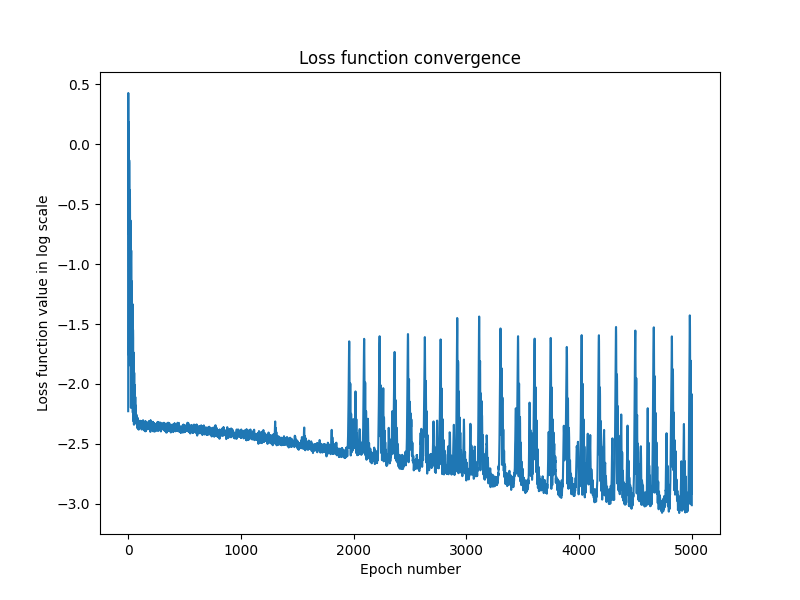 Loss function convergence
0.5
0.0
−0.5
−1.0
−1.5
−2.0
−2.5
−3.0
Loss function value in log scale
0 1000 2000 3000 4000 5000
Epoch number